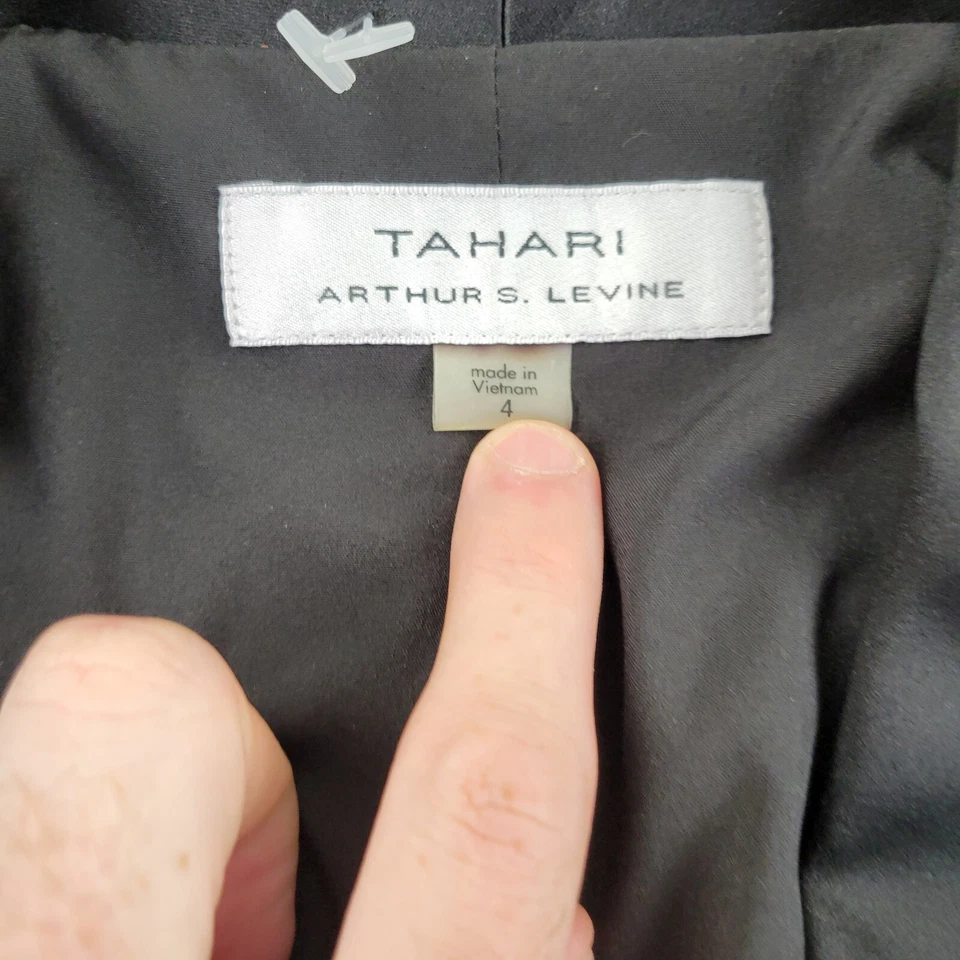 TAHARI
ARTHUR S. LEVINE
made in
Vietnam
4